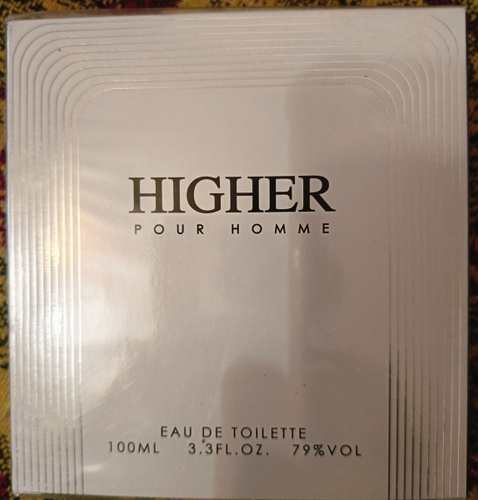 HIGHER
POUR HOMME
EAU DE TOILETTE
100ML 3.3FL.OZ. 79%VOL